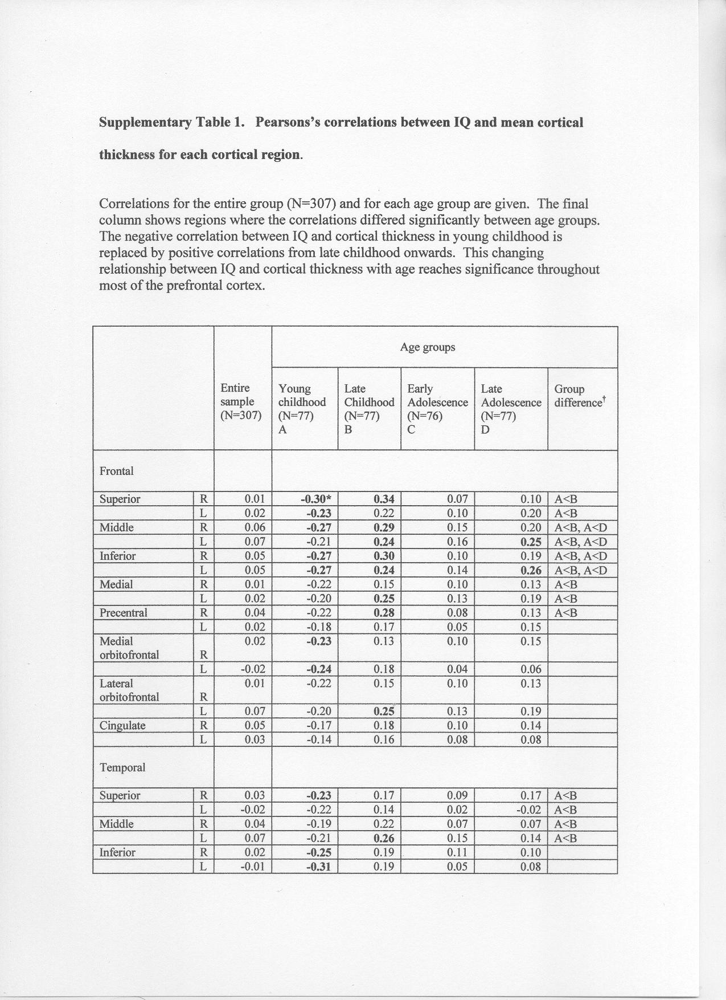 Supplementary Table 1. Pearsons's correlations between IQ and mean cortical
thickness for each cortical region.
Correlations for the entire group (N=307) and for each age group are given. The final
column shows regions where the correlations differed significantly between age groups.
The negative correlation between IQ and cortical thickness in young childhood is
replaced by positive correlations from late childhood onwards. This changing
relationship between IQ and cortical thickness with age reaches significance throughout
most of the prefrontal cortex.
Age groups
Entire Young Late Early Late Group
sample childhood Childhood Adolescence Adolescence difference†
(N=307) (N=77) (N=77) (N=76) (N=77)
A B C D
Frontal
Superior R 0.01 -0.30* 0.34 0.07 0.10 A<B
L 0.02 -0.23 0.22 0.10 0.20 A<B
Middle R 0.06 -0.27 0.29 0.15 0.20 A<B, A<D
L 0.07 -0.21 0.24 0.16 0.25 A<B, A<D
Inferior R 0.05 -0.27 0.30 0.10 0.19 A<B, A<D
L 0.05 -0.27 0.24 0.14 0.26 A<B, A<D
Medial R 0.01 -0.22 0.15 0.10 0.13 A<B
L 0.02 -0.20 0.25 0.13 0.19 A<B
Precentral R 0.04 -0.22 0.28 0.08 0.13 A<B
L 0.02 -0.18 0.17 0.05 0.15
Medial 0.02 -0.23 0.13 0.10 0.15
orbitofrontal R
L -0.02 -0.24 0.18 0.04 0.06
Lateral 0.01 -0.22 0.15 0.10 0.13
orbitofrontal R
L 0.07 -0.20 0.25 0.13 0.19
Cingulate R 0.05 -0.17 0.18 0.10 0.14
L 0.03 -0.14 0.16 0.08 0.08
Temporal
Superior R 0.03 -0.23 0.17 0.09 0.17 A<B
L -0.02 -0.22 0.14 0.02 -0.02 A<B
Middle R 0.04 -0.19 0.22 0.07 0.07 A<B
L 0.07 -0.21 0.26 0.15 0.14 A<B
Inferior R 0.02 -0.25 0.19 0.11 0.10
L -0.01 -0.31 0.19 0.05 0.08